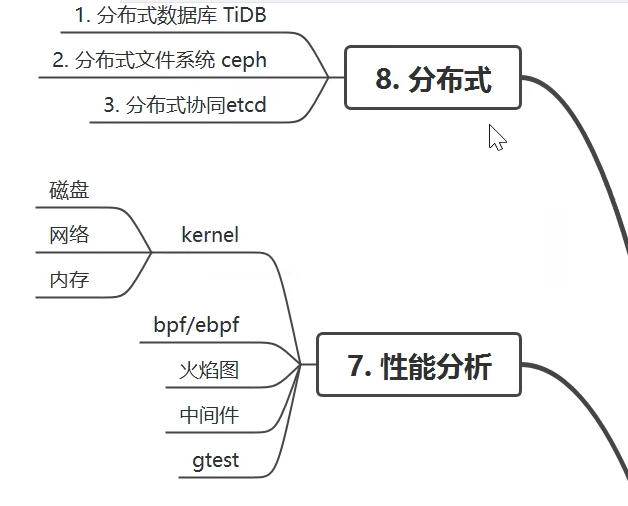 1. 分布式数据库 TiDB
2. 分布式文件系统 ceph
3. 分布式协同etcd
8. 分布式
磁盘
网络
内存
kernel
bpf/ebpf
火焰图
中间件
gtest
7. 性能分析